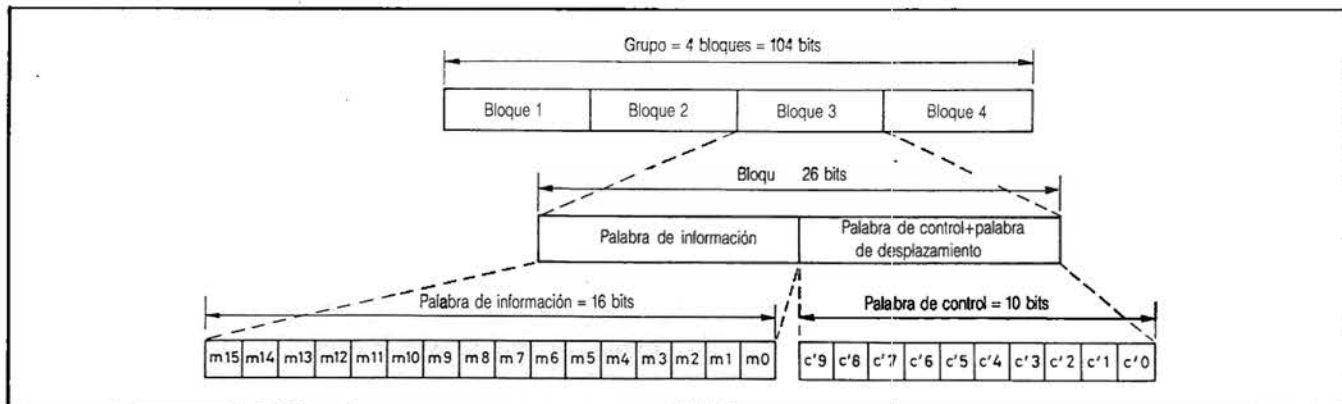 Grupo = 4 bloques = 104 bits
Bloque 1 Bloque 2 Bloque 3 Bloque 4
Bloqu 26 bits
Palabra de información Palabra de control+palabra
de desplazamiento
Palabra de información = 16 bits Palabra de control = 10 bits
m15 m14 m13 m12 m11 m10 m9 m8 m7 m6 m5 m4 m3 m2 m1 m0 c'9 c'8 c'7 c'6 c'5 c'4 c'3 c'2 c'1 c'0